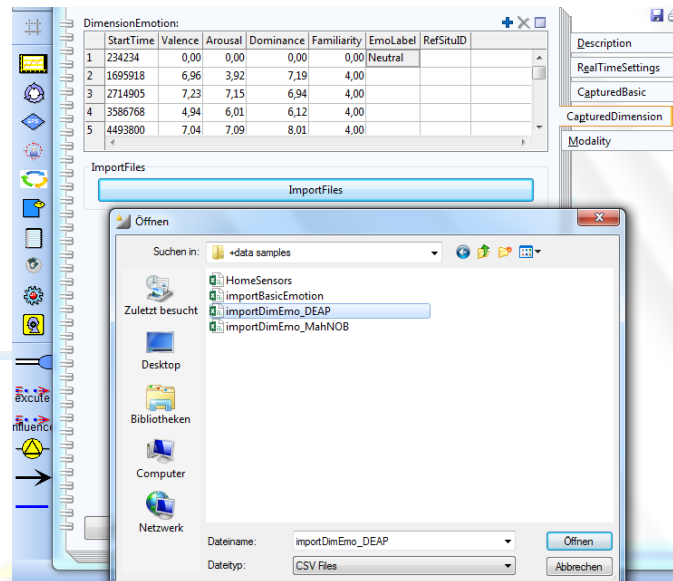 DimensionEmotion:
StartTime Valence Arousal Dominance Familiarity EmoLabel RefSituID
1 234234 0,00 0,00 0,00 0,00 Neutral
2 1695918 6,96 3,92 7,19 4,00
3 2714905 7,23 7,15 6,94 4,00
4 3586768 4,94 6,01 6,12 4,00
5 4493800 7,04 7,09 8,01 4,00
Description
RealTimeSettings
CapturedBasic
CapturedDimension
Modality
ImportFiles
ImportFiles
Öffnen
Suchen in: +data samples
HomeSensors
importBasicEmotion
importDimEmo_DEAP
importDimEmo_MahNOB
Zuletzt besucht
Desktop
Bibliotheken
Computer
Netzwerk
Dateiname: importDimEmo_DEAP Öffnen
Dateityp: CSV Files Abbrechen
excute
nfluence